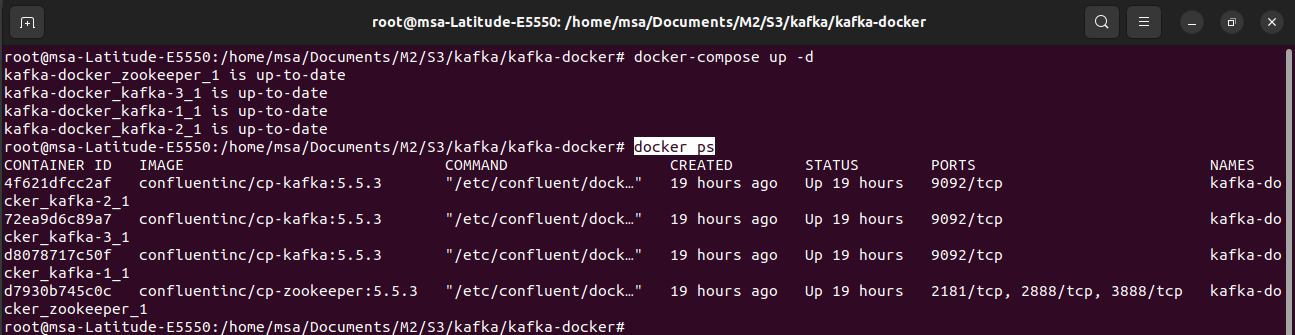 root@msa-Latitude-E5550: /home/msa/Documents/M2/S3/kafka/kafka-docker
root@msa-Latitude-E5550:/home/msa/Documents/M2/S3/kafka/kafka-docker# docker-compose up -d
kafka-docker_zookeeper_1 is up-to-date
kafka-docker_kafka-3_1 is up-to-date
kafka-docker_kafka-1_1 is up-to-date
kafka-docker_kafka-2_1 is up-to-date
root@msa-Latitude-E5550:/home/msa/Documents/M2/S3/kafka/kafka-docker# docker ps
CONTAINER ID   IMAGE                             COMMAND                  CREATED        STATUS        PORTS                          NAMES
4f621dfcc2af   confluentinc/cp-kafka:5.5.3       "/etc/confluent/dock…"   19 hours ago   Up 19 hours   9092/tcp                       kafka-do
cker_kafka-2_1
72ea9d6c89a7   confluentinc/cp-kafka:5.5.3       "/etc/confluent/dock…"   19 hours ago   Up 19 hours   9092/tcp                       kafka-do
cker_kafka-3_1
d8078717c50f   confluentinc/cp-kafka:5.5.3       "/etc/confluent/dock…"   19 hours ago   Up 19 hours   9092/tcp                       kafka-do
cker_kafka-1_1
d7930b745c0c   confluentinc/cp-zookeeper:5.5.3   "/etc/confluent/dock…"   19 hours ago   Up 19 hours   2181/tcp, 2888/tcp, 3888/tcp   kafka-do
cker_zookeeper_1
root@msa-Latitude-E5550:/home/msa/Documents/M2/S3/kafka/kafka-docker#